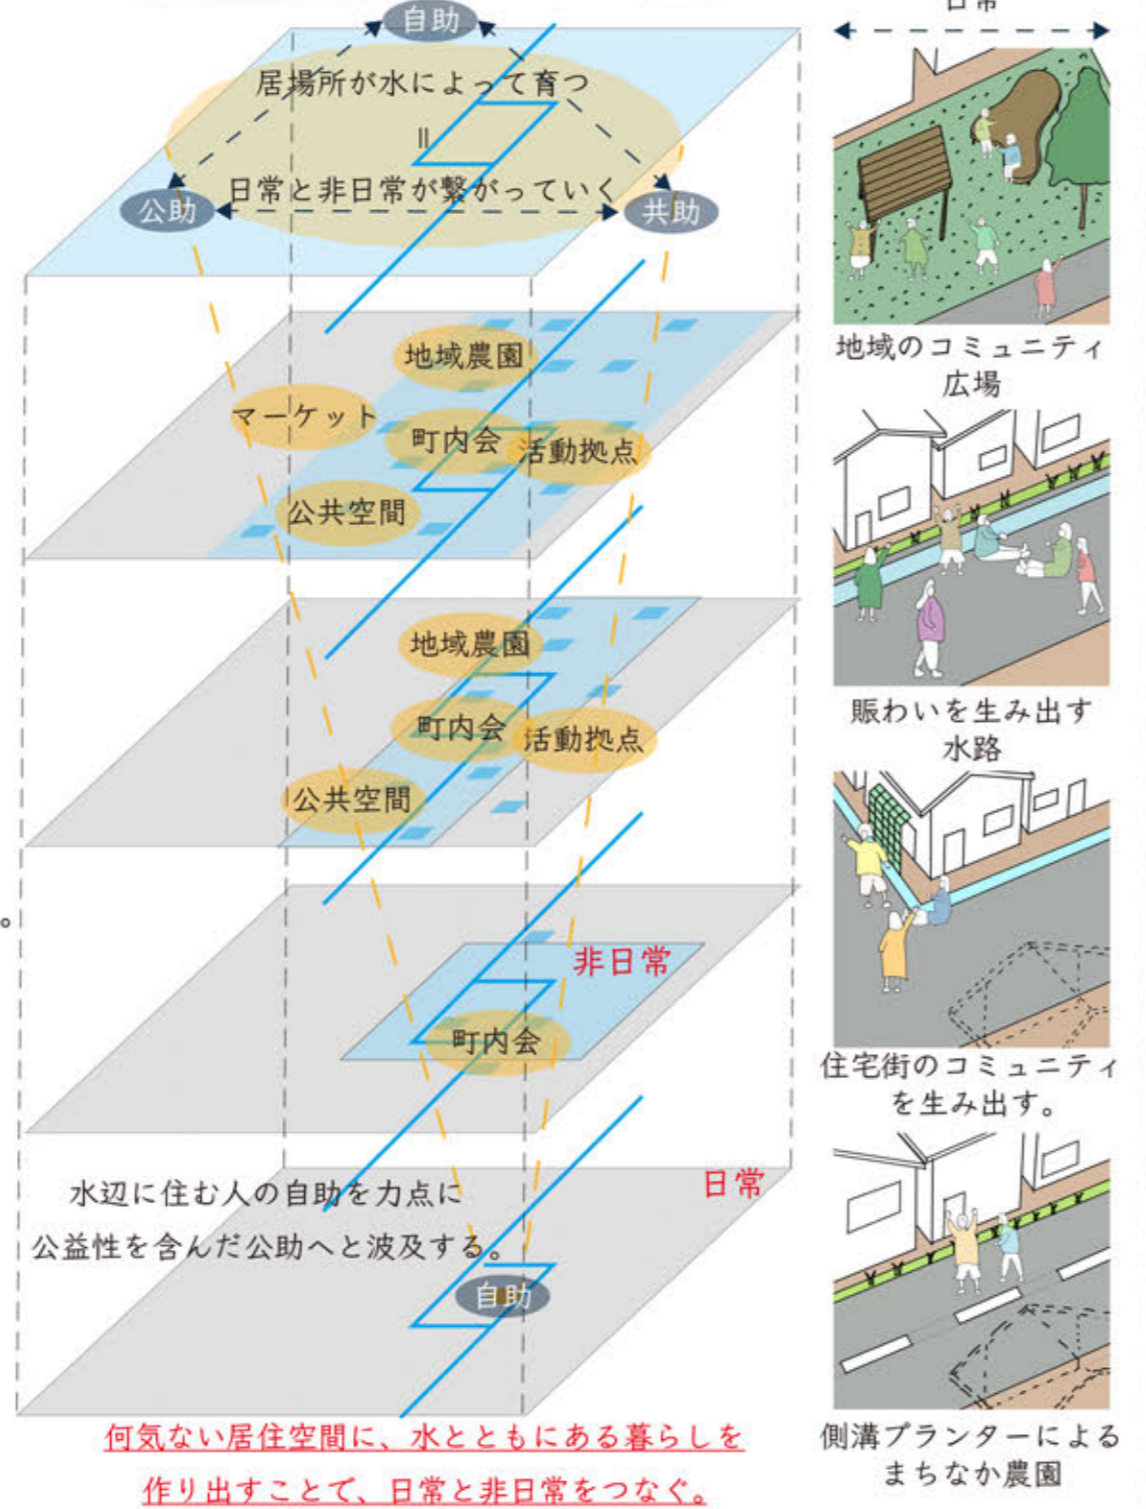 自助
居場所が水によって育つ
=
日常と非日常が繋がっていく
公助
共助
地域農園
マーケット
町内会
活動拠点
公共空間
地域農園
町内会
活動拠点
公共空間
。
非日常
町内会
日常
水辺に住む人の自助を力点に
公益性を含んだ公助へと波及する。
自助
何気ない居住空間に、水とともにある暮らしを
作り出すことで、日常と非日常をつなぐ。
日常
地域のコミュニティ
広場
賑わいを生み出す
水路
住宅街のコミュニティ
を生み出す。
側溝プランターによる
まちなか農園